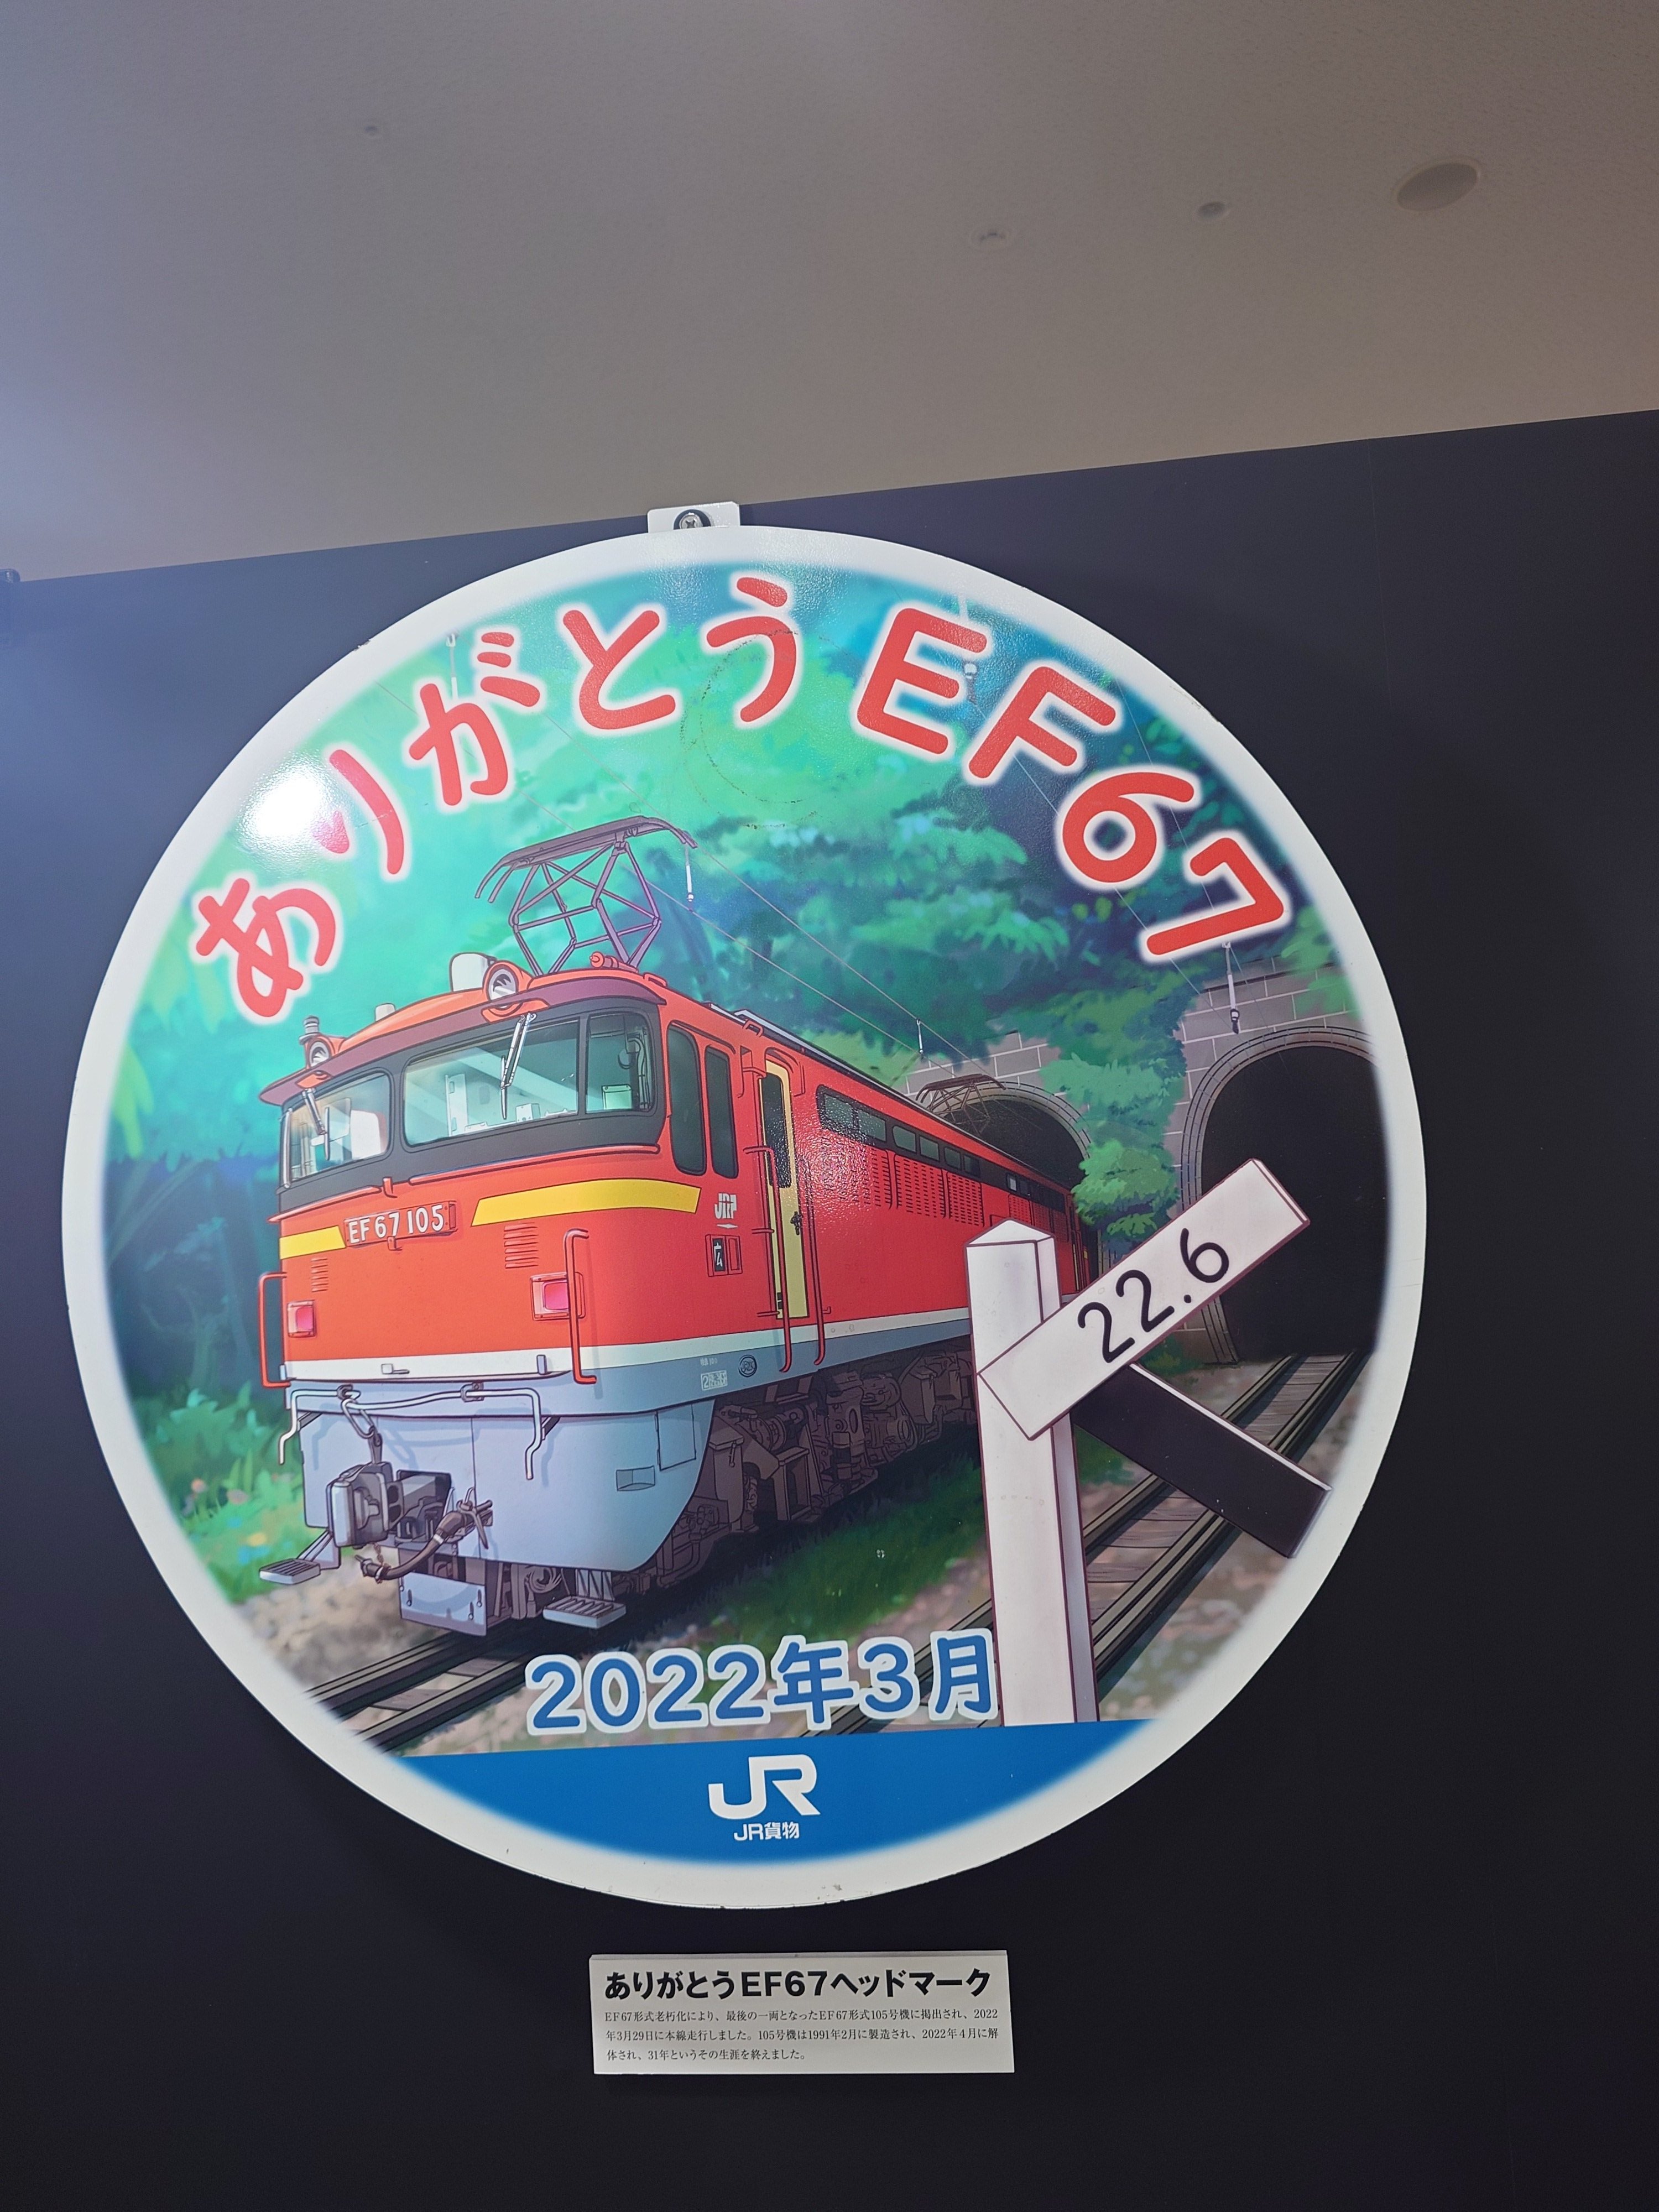 ありがとうEF67
EF67 105
JRF
広
22.6
2022年3月
JR
JR貨物
ありがとうEF67ヘッドマーク
EF67形式老朽化により、最後の一両となったEF67形式105号機に掲出され、2022
年3月29日に本線走行しました。105号機は1991年2月に製造され、2022年4月に解
体され、31年というその生涯を終えました。